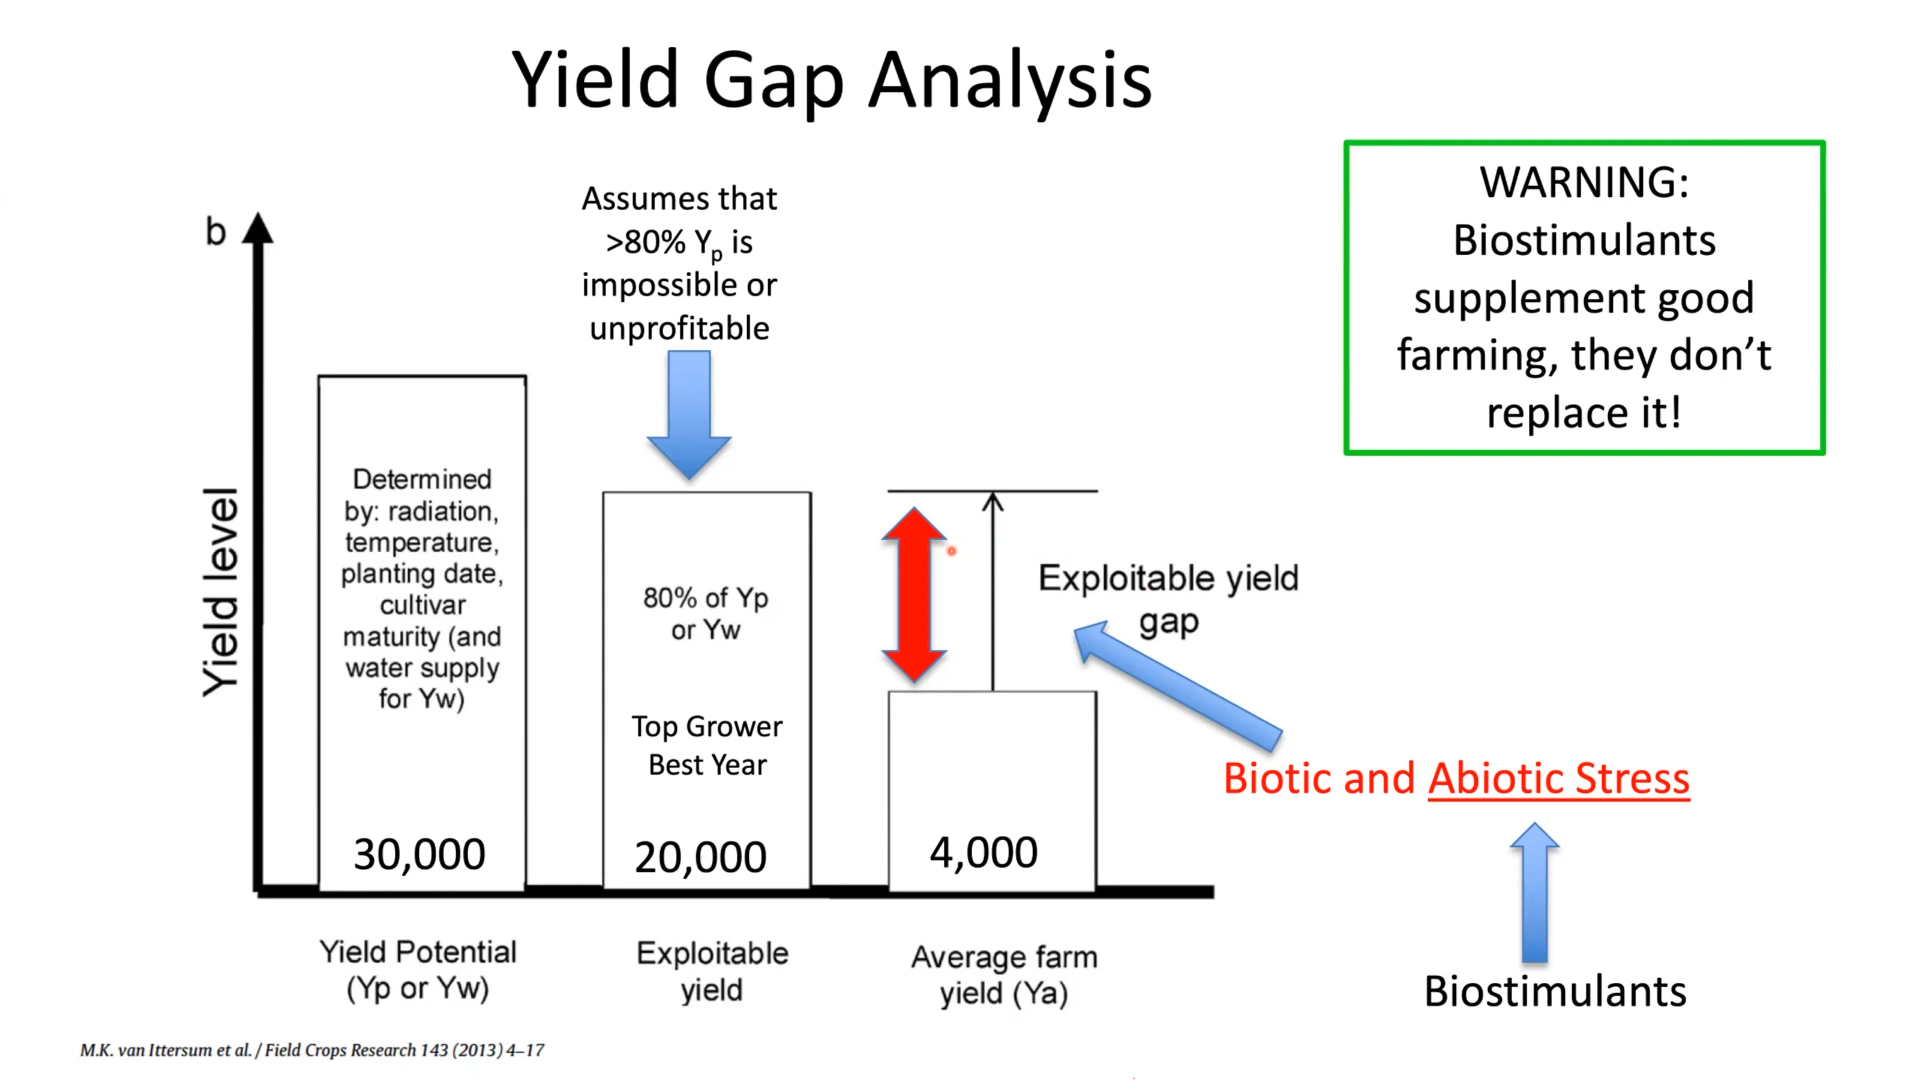 Yield Gap Analysis
Assumes that
>80% Yp is
impossible or
unprofitable
WARNING:
Biostimulants
supplement good
farming, they don’t
replace it!
b
Yield level
Determined
by: radiation,
temperature,
planting date,
cultivar
maturity (and
water supply
for Yw)
30,000
80% of Yp
or Yw
Top Grower
Best Year
20,000
4,000
Exploitable yield
gap
Biotic and Abiotic Stress
Biostimulants
Yield Potential
(Yp or Yw)
Exploitable
yield
Average farm
yield (Ya)
M.K. van Ittersum et al. / Field Crops Research 143 (2013) 4–17